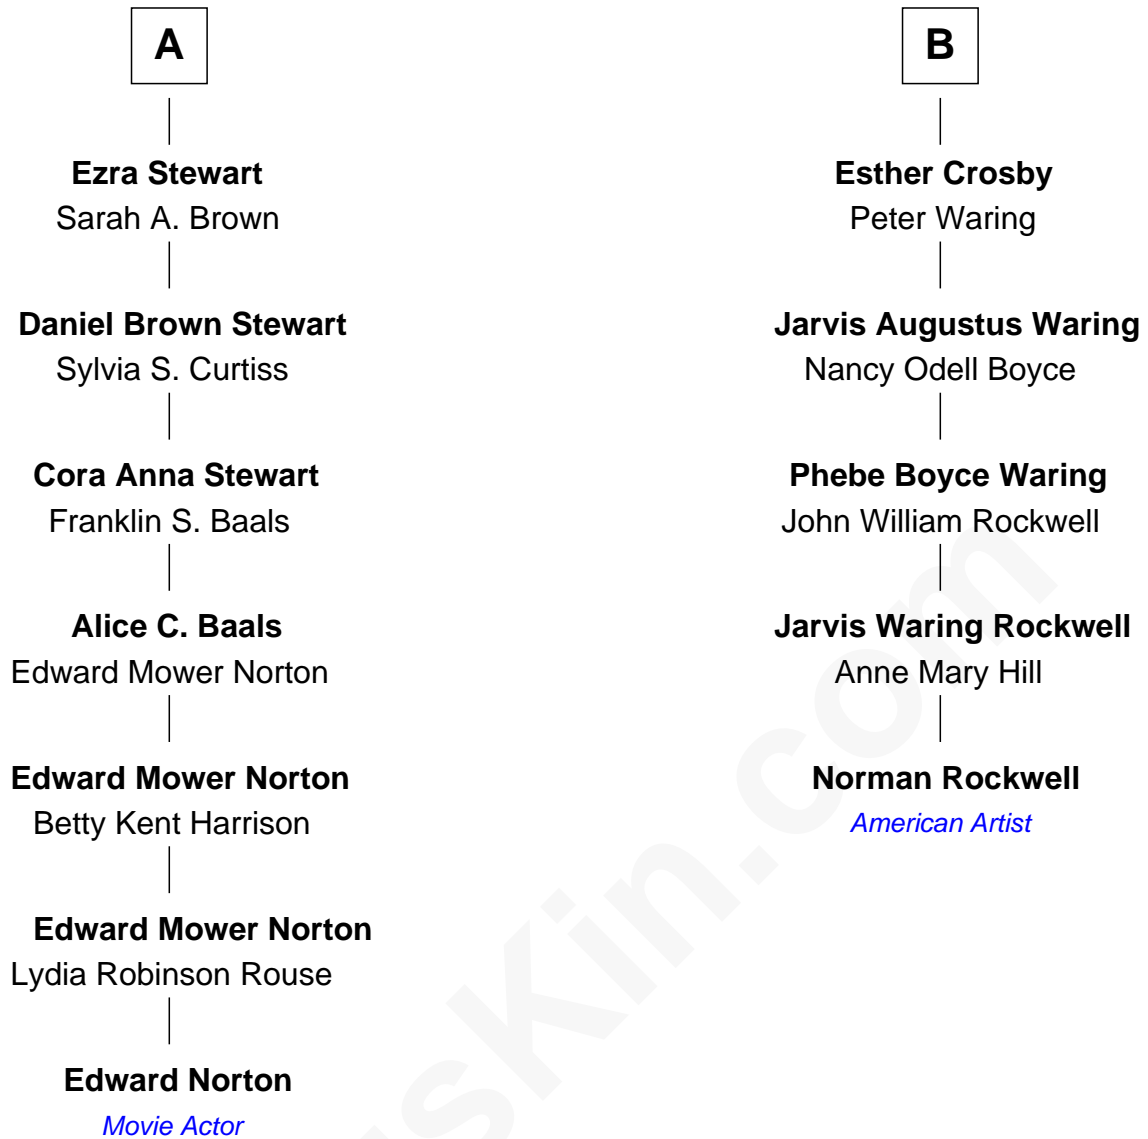 A
Ezra Stewart
Sarah A. Brown
Daniel Brown Stewart
Sylvia S. Curtiss
Cora Anna Stewart
Franklin S. Baals
Alice C. Baals
Edward Mower Norton
Edward Mower Norton
Betty Kent Harrison
Edward Mower Norton
Lydia Robinson Rouse
Edward Norton
Movie Actor
B
Esther Crosby
Peter Waring
Jarvis Augustus Waring
Nancy Odell Boyce
Phebe Boyce Waring
John William Rockwell
Jarvis Waring Rockwell
Anne Mary Hill
Norman Rockwell
American Artist